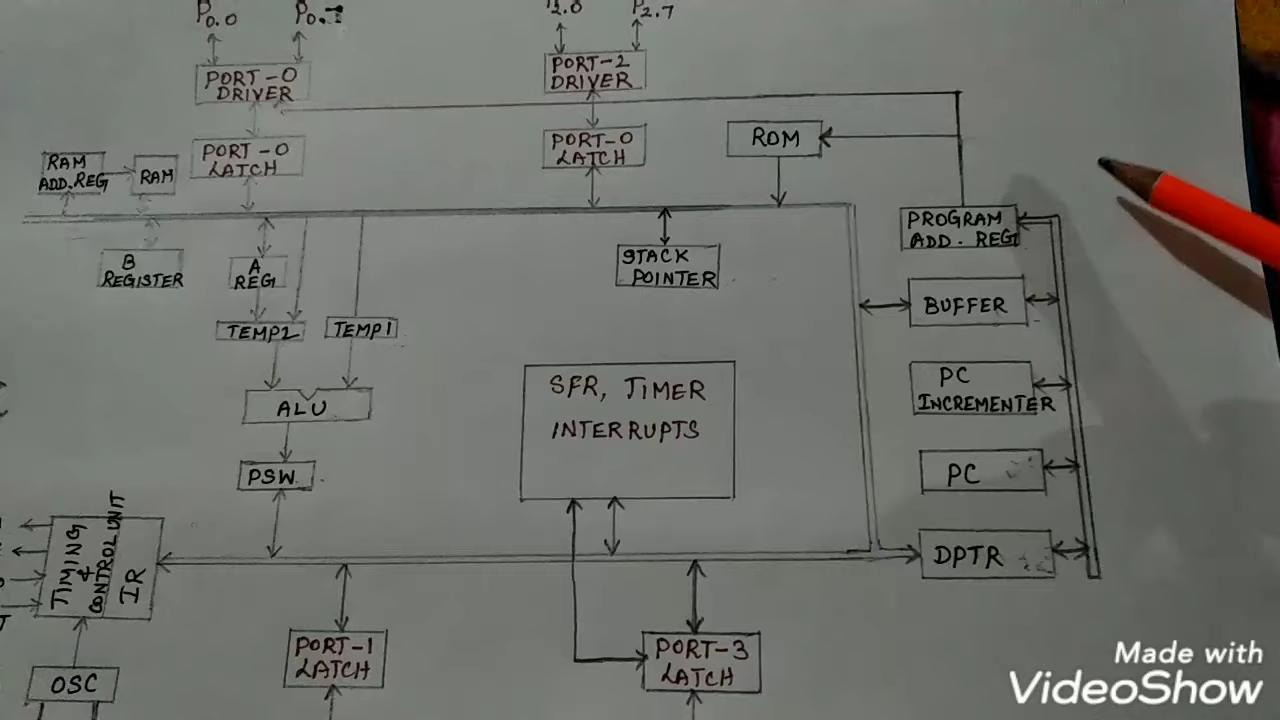 P0.0
P0.7
P2.7
PORT-0
DRIVER
PORT-2
DRIVER
PORT-0
LATCH
PORT-0
LATCH
ROM
RAM
ADD.REG
RAM
PROGRAM
ADD. REG
B
REGISTER
A
REG
STACK
POINTER
BUFFER
TEMP2
TEMP1
SFR, TIMER
INTERRUPTS
PC
INCREMENTER
ALU
PSW
PC
TIMING
&
CONTROL UNIT
IR
DPTR
PORT-1
LATCH
PORT-3
LATCH
OSC
Made with
VideoShow